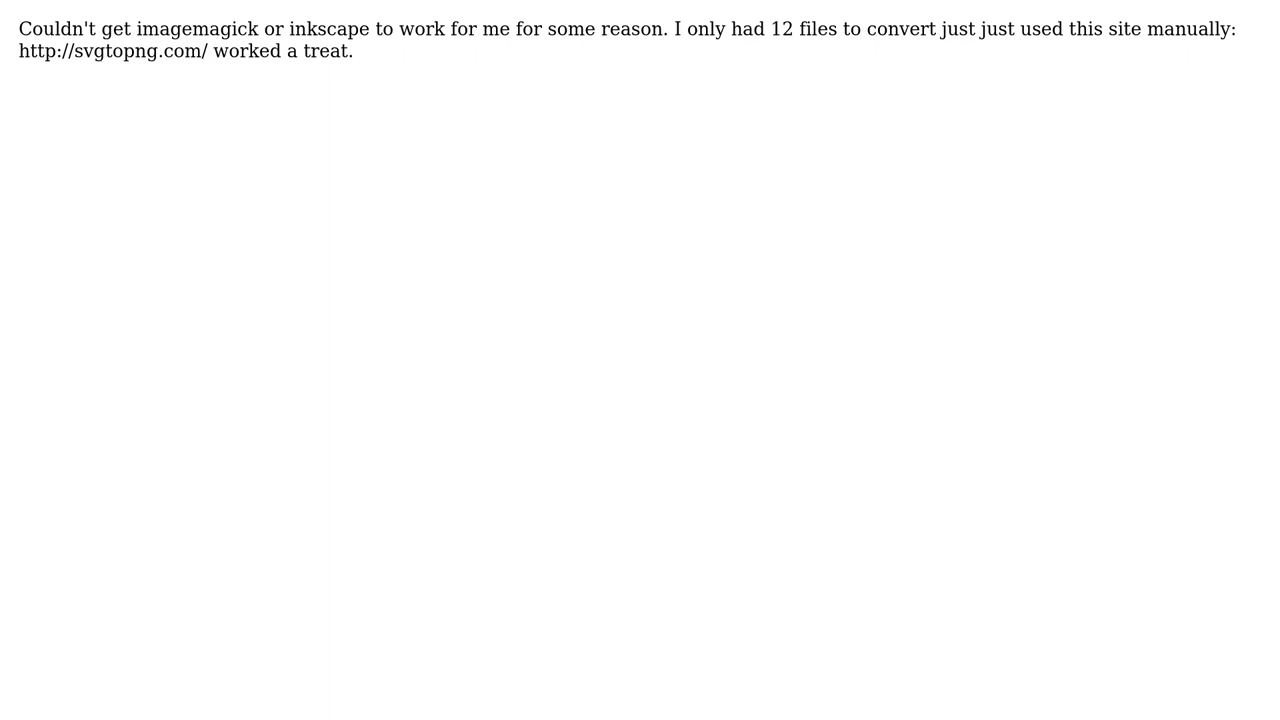 Couldn't get imagemagick or inkscape to work for me for some reason. I only had 12 files to convert just just used this site manually:
http://svgtopng.com/ worked a treat.